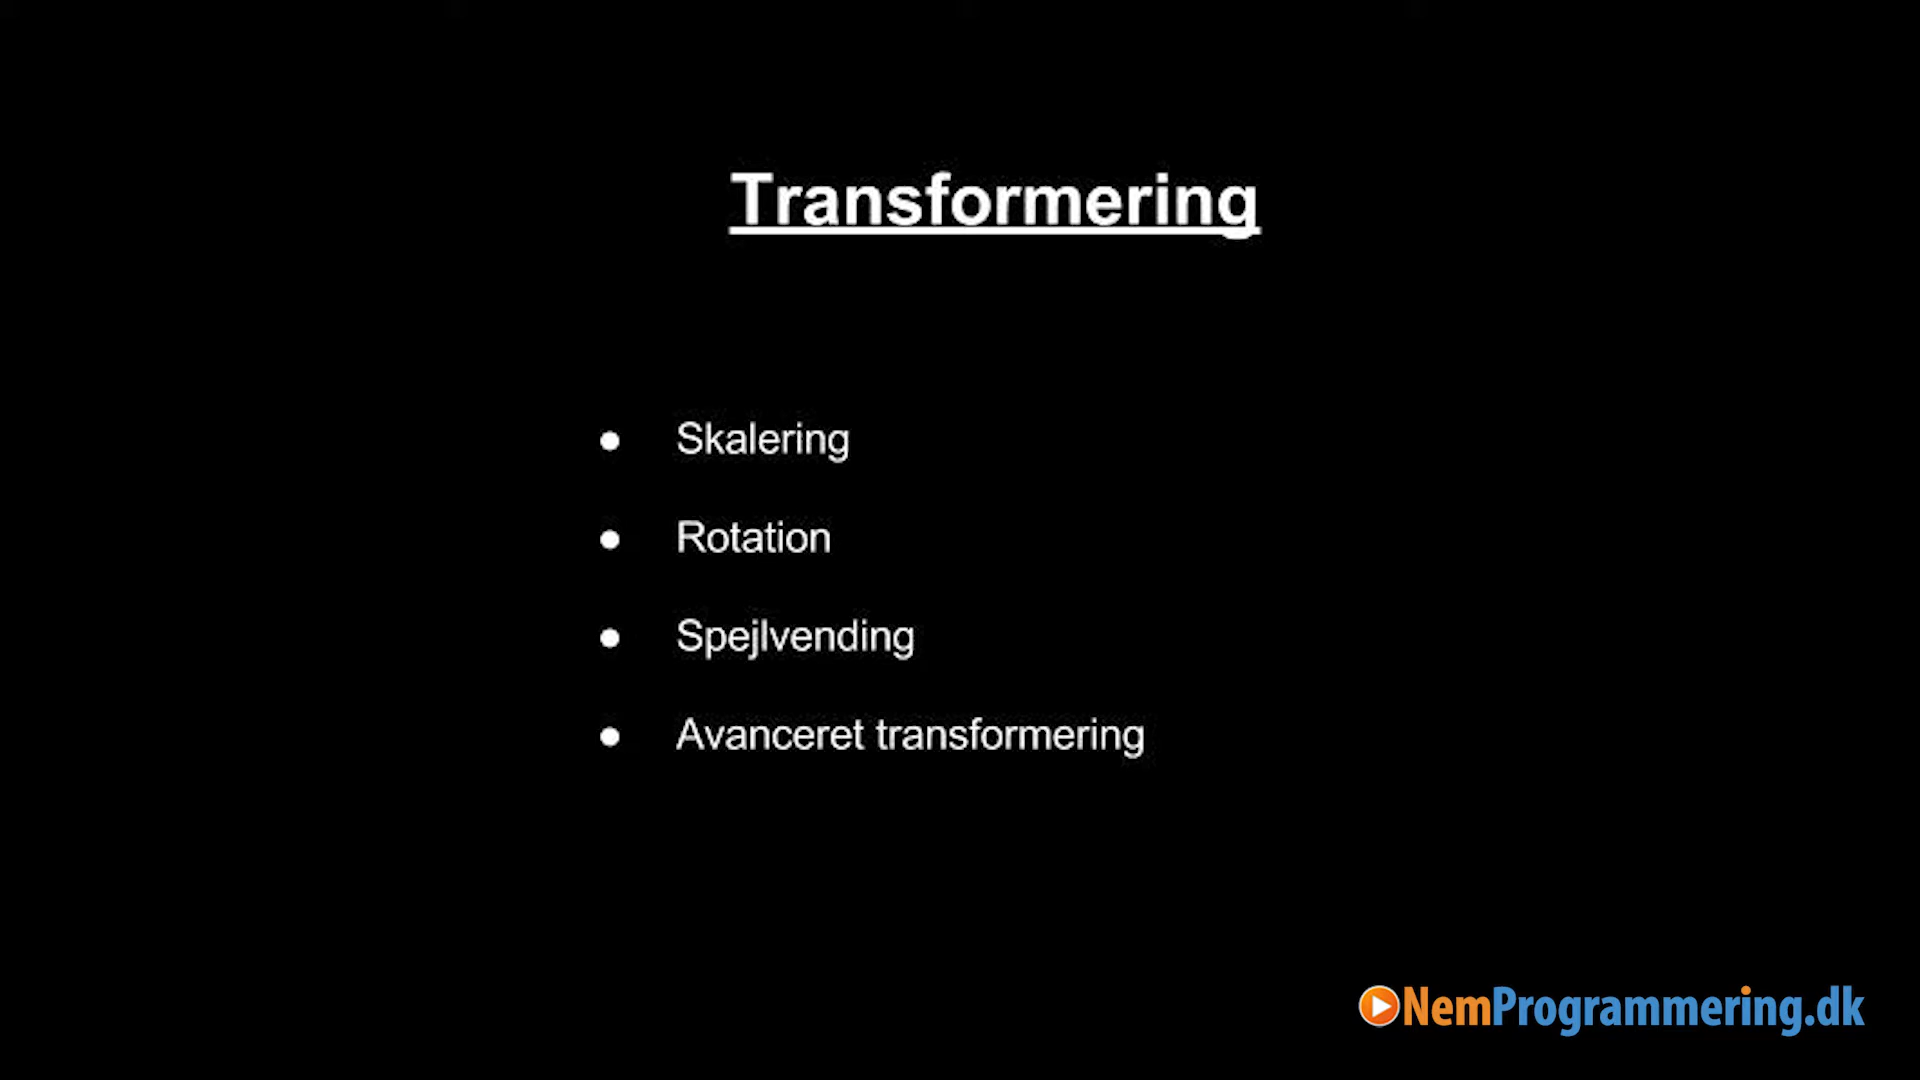 Transformering
● Skalering
● Rotation
● Spejlvending
● Avanceret transformering
NemProgrammering.dk